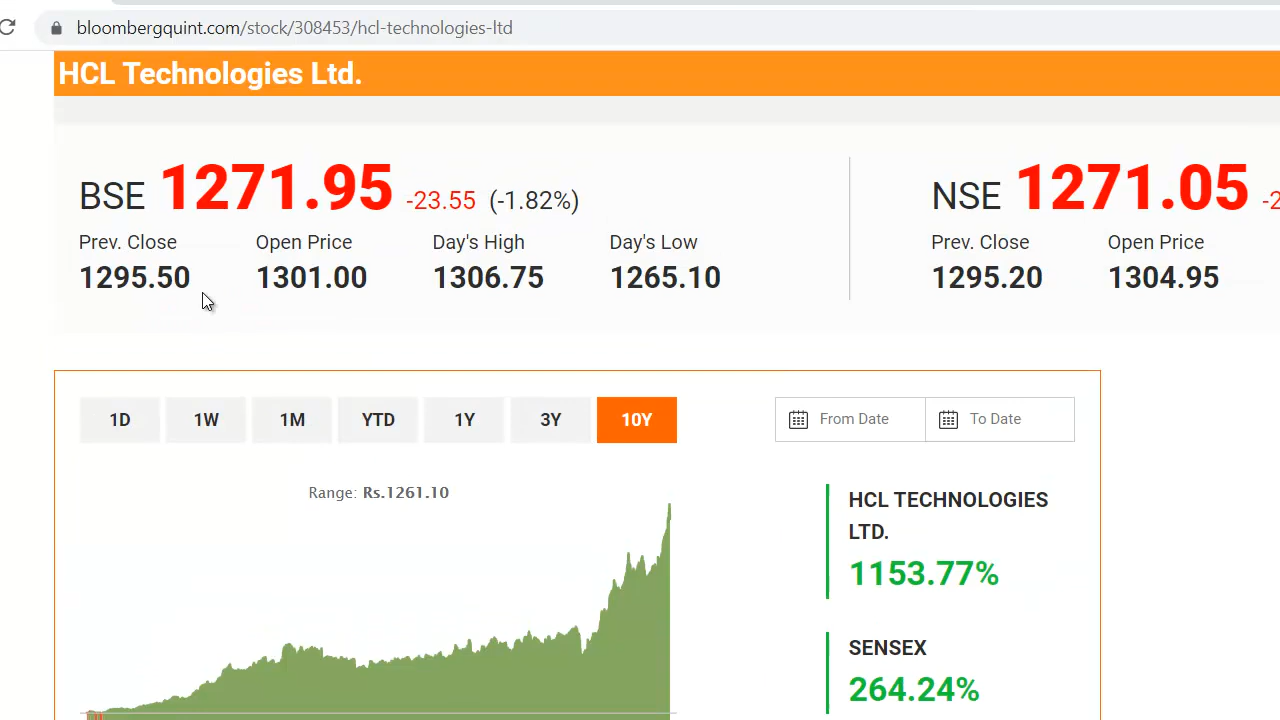 bloombergquint.com/stock/308453/hcl-technologies-ltd
HCL Technologies Ltd.
BSE 1271.95 -23.55 (-1.82%)
Prev. Close Open Price Day's High Day's Low
1295.50 1301.00 1306.75 1265.10
NSE 1271.05 -2
Prev. Close Open Price
1295.20 1304.95
1D 1W 1M YTD 1Y 3Y 10Y
From Date To Date
Range: Rs.1261.10
HCL TECHNOLOGIES
LTD.
1153.77%
SENSEX
264.24%